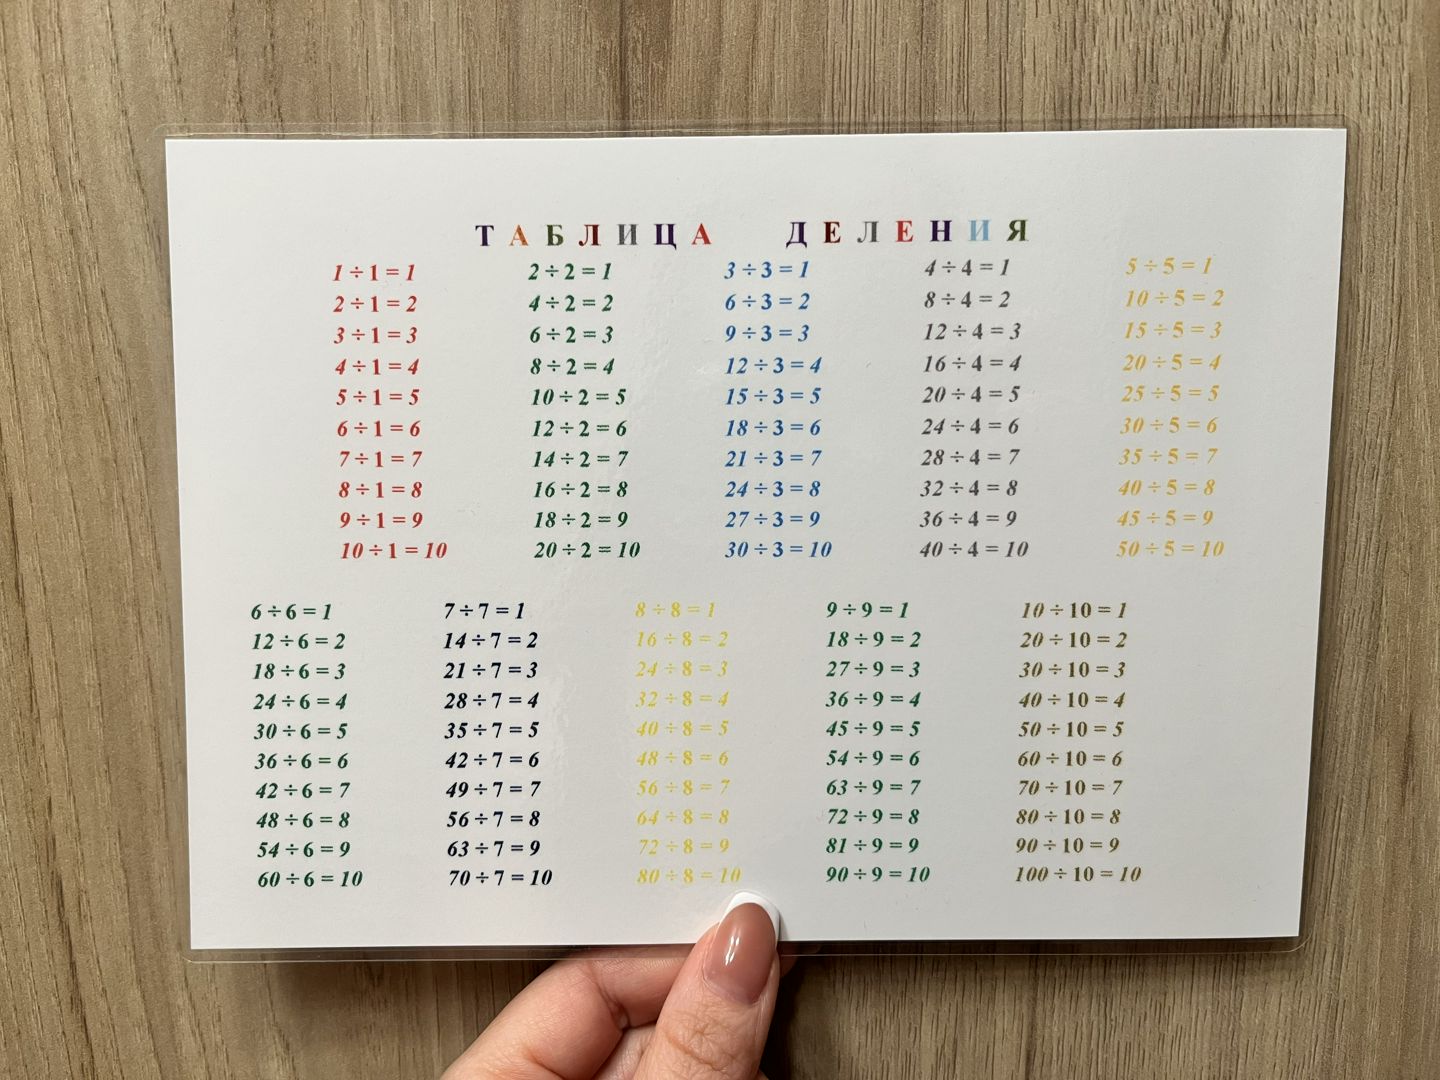 ТАБЛИЦА ДЕЛЕНИЯ
1 ÷ 1 = 1 2 ÷ 2 = 1 3 ÷ 3 = 1 4 ÷ 4 = 1 5 ÷ 5 = 1
2 ÷ 1 = 2 4 ÷ 2 = 2 6 ÷ 3 = 2 8 ÷ 4 = 2 10 ÷ 5 = 2
3 ÷ 1 = 3 6 ÷ 2 = 3 9 ÷ 3 = 3 12 ÷ 4 = 3 15 ÷ 5 = 3
4 ÷ 1 = 4 8 ÷ 2 = 4 12 ÷ 3 = 4 16 ÷ 4 = 4 20 ÷ 5 = 4
5 ÷ 1 = 5 10 ÷ 2 = 5 15 ÷ 3 = 5 20 ÷ 4 = 5 25 ÷ 5 = 5
6 ÷ 1 = 6 12 ÷ 2 = 6 18 ÷ 3 = 6 24 ÷ 4 = 6 30 ÷ 5 = 6
7 ÷ 1 = 7 14 ÷ 2 = 7 21 ÷ 3 = 7 28 ÷ 4 = 7 35 ÷ 5 = 7
8 ÷ 1 = 8 16 ÷ 2 = 8 24 ÷ 3 = 8 32 ÷ 4 = 8 40 ÷ 5 = 8
9 ÷ 1 = 9 18 ÷ 2 = 9 27 ÷ 3 = 9 36 ÷ 4 = 9 45 ÷ 5 = 9
10 ÷ 1 = 10 20 ÷ 2 = 10 30 ÷ 3 = 10 40 ÷ 4 = 10 50 ÷ 5 = 10
6 ÷ 6 = 1 7 ÷ 7 = 1 8 ÷ 8 = 1 9 ÷ 9 = 1 10 ÷ 10 = 1
12 ÷ 6 = 2 14 ÷ 7 = 2 16 ÷ 8 = 2 18 ÷ 9 = 2 20 ÷ 10 = 2
18 ÷ 6 = 3 21 ÷ 7 = 3 24 ÷ 8 = 3 27 ÷ 9 = 3 30 ÷ 10 = 3
24 ÷ 6 = 4 28 ÷ 7 = 4 32 ÷ 8 = 4 36 ÷ 9 = 4 40 ÷ 10 = 4
30 ÷ 6 = 5 35 ÷ 7 = 5 40 ÷ 8 = 5 45 ÷ 9 = 5 50 ÷ 10 = 5
36 ÷ 6 = 6 42 ÷ 7 = 6 48 ÷ 8 = 6 54 ÷ 9 = 6 60 ÷ 10 = 6
42 ÷ 6 = 7 49 ÷ 7 = 7 56 ÷ 8 = 7 63 ÷ 9 = 7 70 ÷ 10 = 7
48 ÷ 6 = 8 56 ÷ 7 = 8 64 ÷ 8 = 8 72 ÷ 9 = 8 80 ÷ 10 = 8
54 ÷ 6 = 9 63 ÷ 7 = 9 72 ÷ 8 = 9 81 ÷ 9 = 9 90 ÷ 10 = 9
60 ÷ 6 = 10 70 ÷ 7 = 10 80 ÷ 8 = 10 90 ÷ 9 = 10 100 ÷ 10 = 10